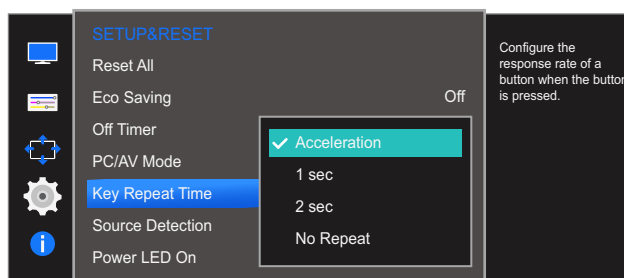 SETUP&RESET
Reset All
Eco Saving Off
Off Timer
PC/AV Mode
Key Repeat Time
Source Detection
Power LED On
Acceleration
1 sec
2 sec
No Repeat
Configure the
response rate of a
button when the button
is pressed.